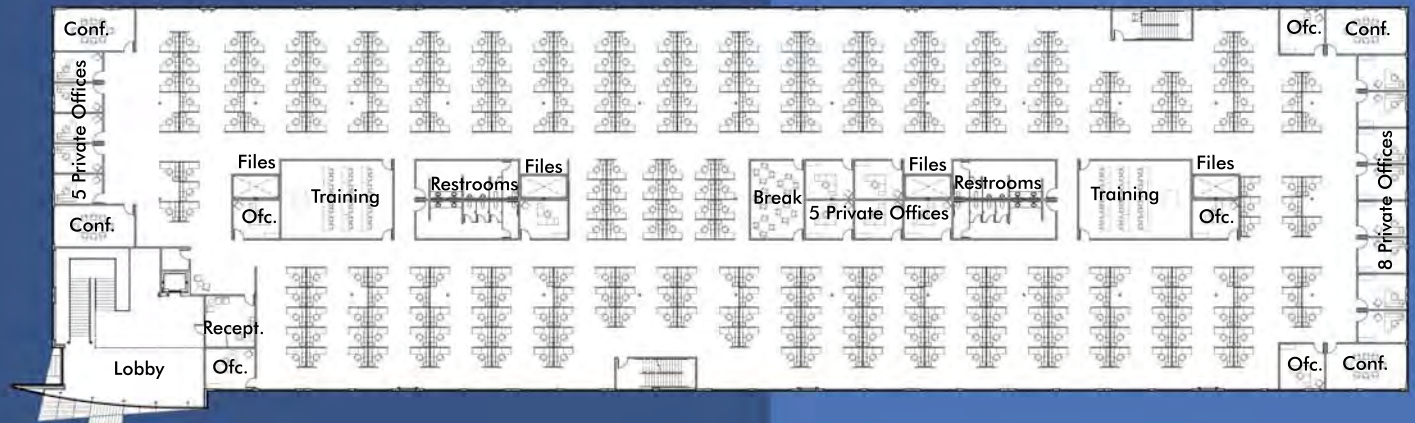 Conf.
Ofc.
Conf.
5 Private Offices
Files
Training
Restrooms
Files
Break
5 Private Offices
Files
Restrooms
Training
Files
8 Private Offices
Ofc.
Ofc.
Conf.
Recept.
Lobby
Ofc.
Ofc.
Conf.